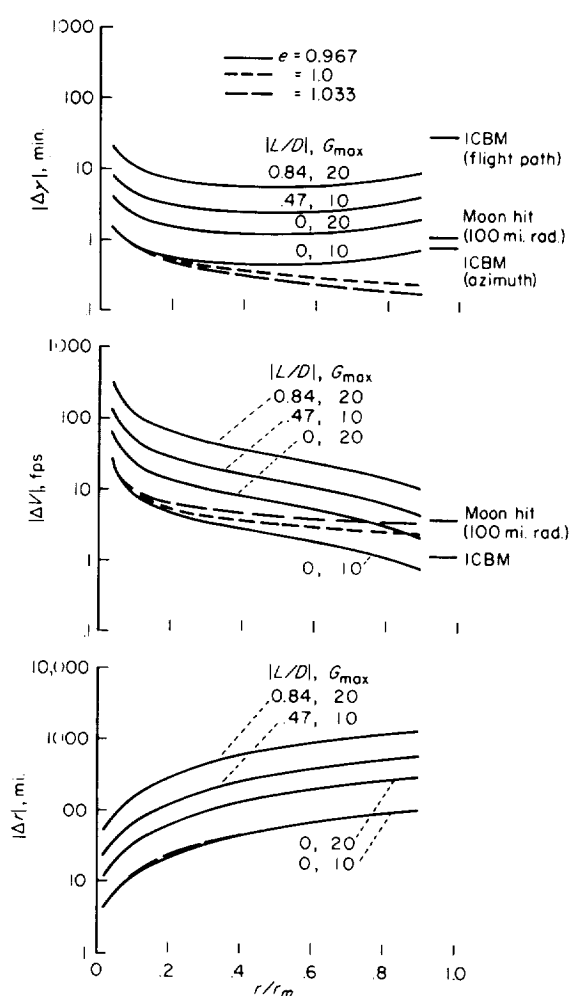 1000
100
10
1
.1
|Δγ|, min.
e = 0.967
= 1.0
= 1.033
|L/D|, Gmax
0.84, 20
.47, 10
0, 20
0, 10
ICBM
(flight path)
Moon hit
(100 mi. rad.)
ICBM
(azimuth)
1000
100
10
1
.1
|ΔV|, fps
|L/D|, Gmax
0.84, 20
.47, 10
0, 20
0, 10
Moon hit
(100 mi. rad.)
ICBM
10,000
1000
100
10
1
|Δr|, mi.
|L/D|, Gmax
0.84, 20
.47, 10
0, 20
0, 10
0 .2 .4 .6 .8 1.0
r/rm